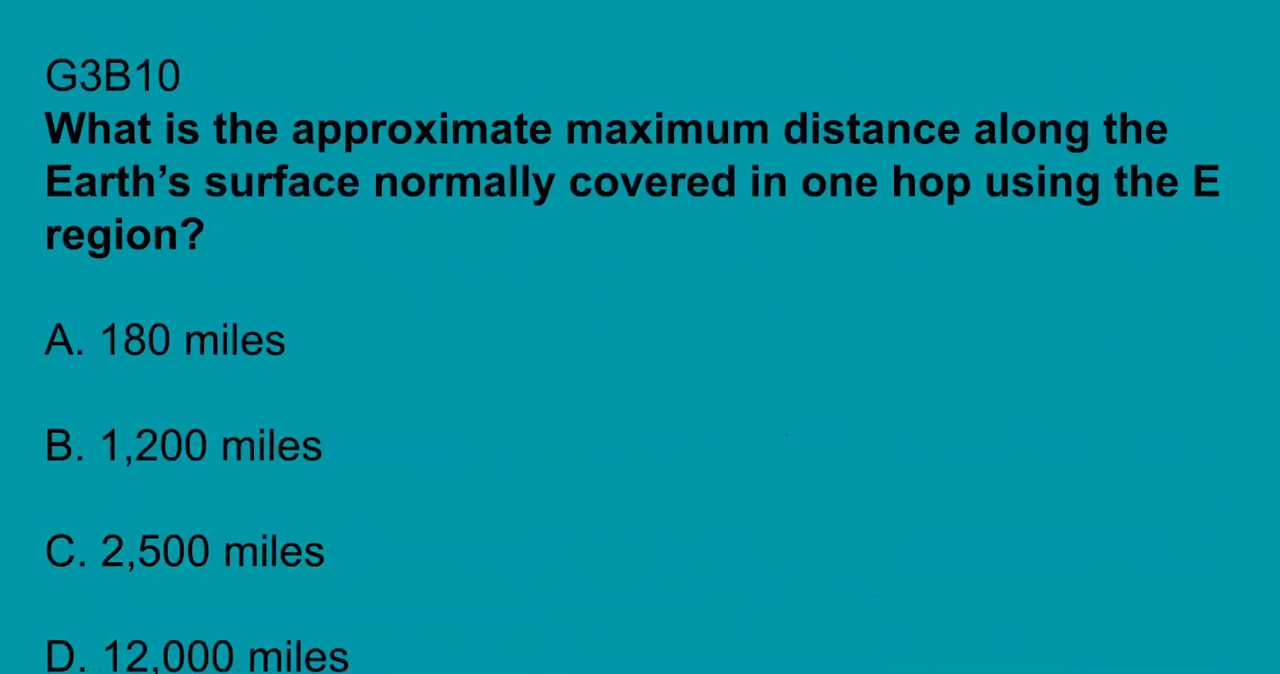 G3B10
What is the approximate maximum distance along the
Earth’s surface normally covered in one hop using the E
region?
A. 180 miles
B. 1,200 miles
C. 2,500 miles
D. 12,000 miles